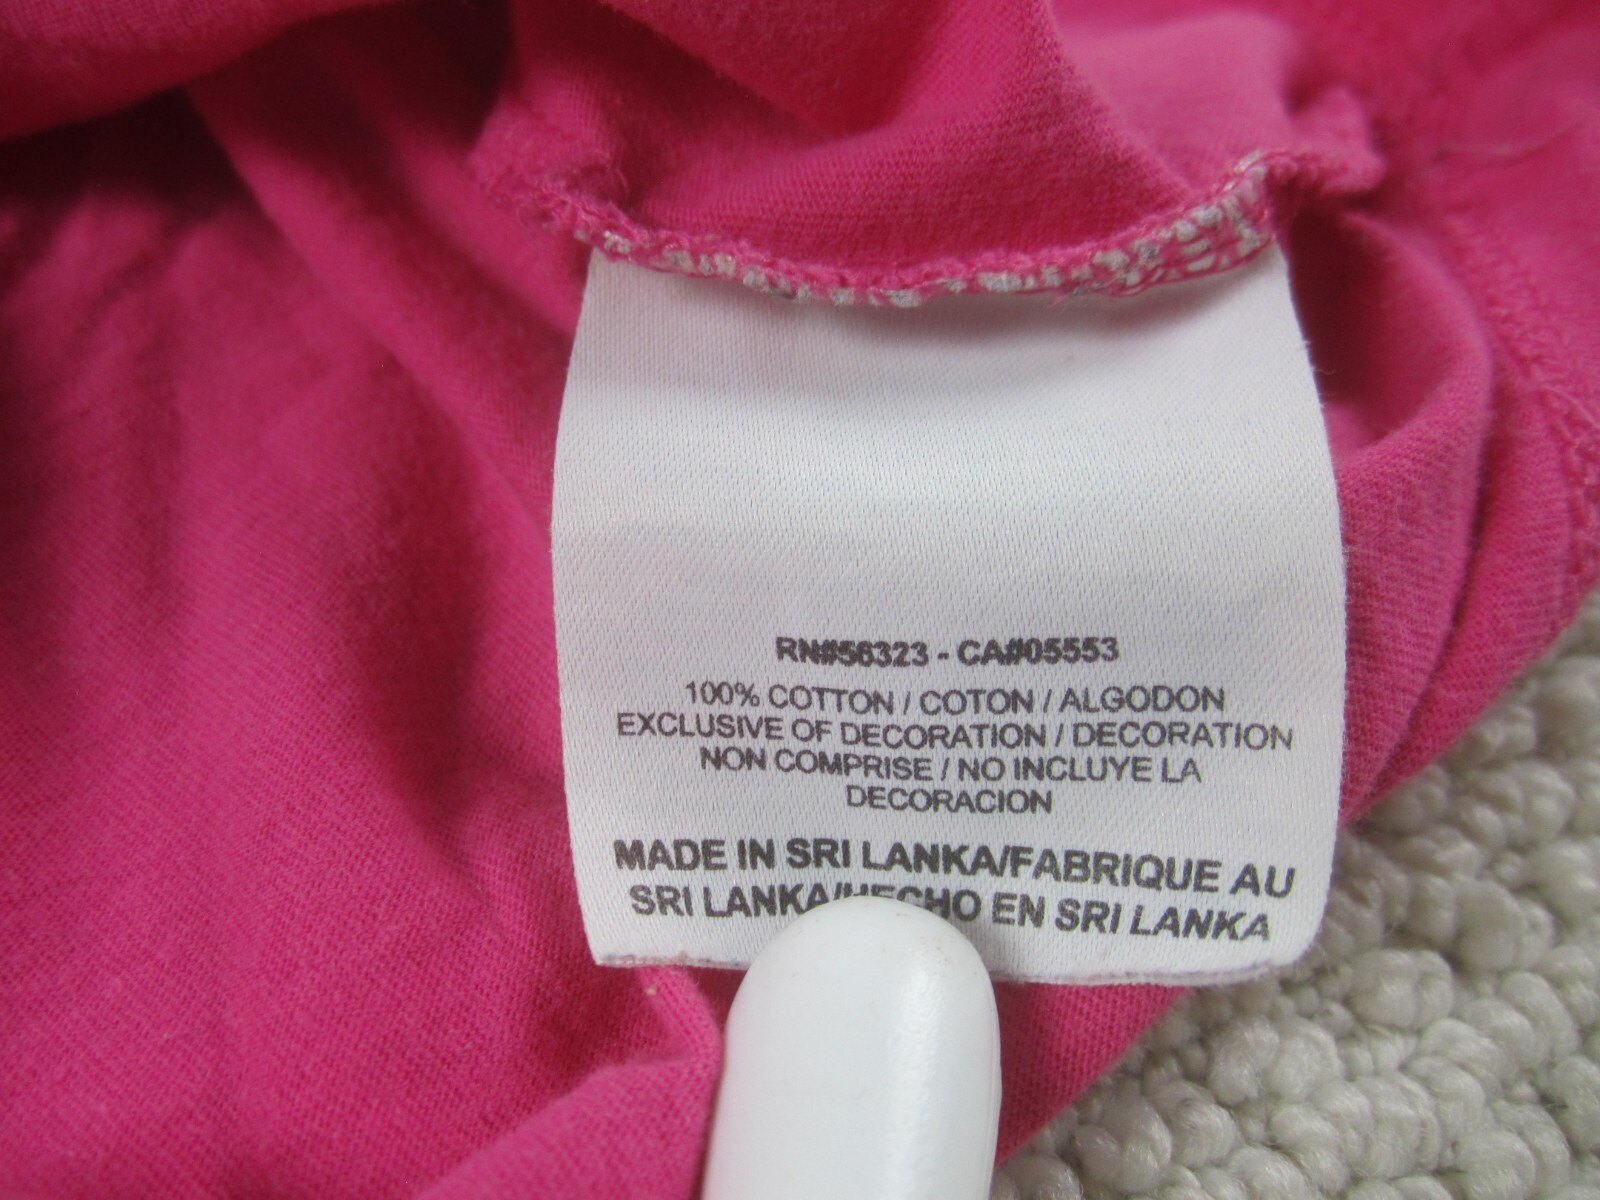 RN#56323 - CA#05553
100% COTTON / COTON / ALGODON
EXCLUSIVE OF DECORATION / DECORATION
NON COMPRISE / NO INCLUYE LA
DECORACION
MADE IN SRI LANKA/FABRIQUE AU
SRI LANKA/HECHO EN SRI LANKA